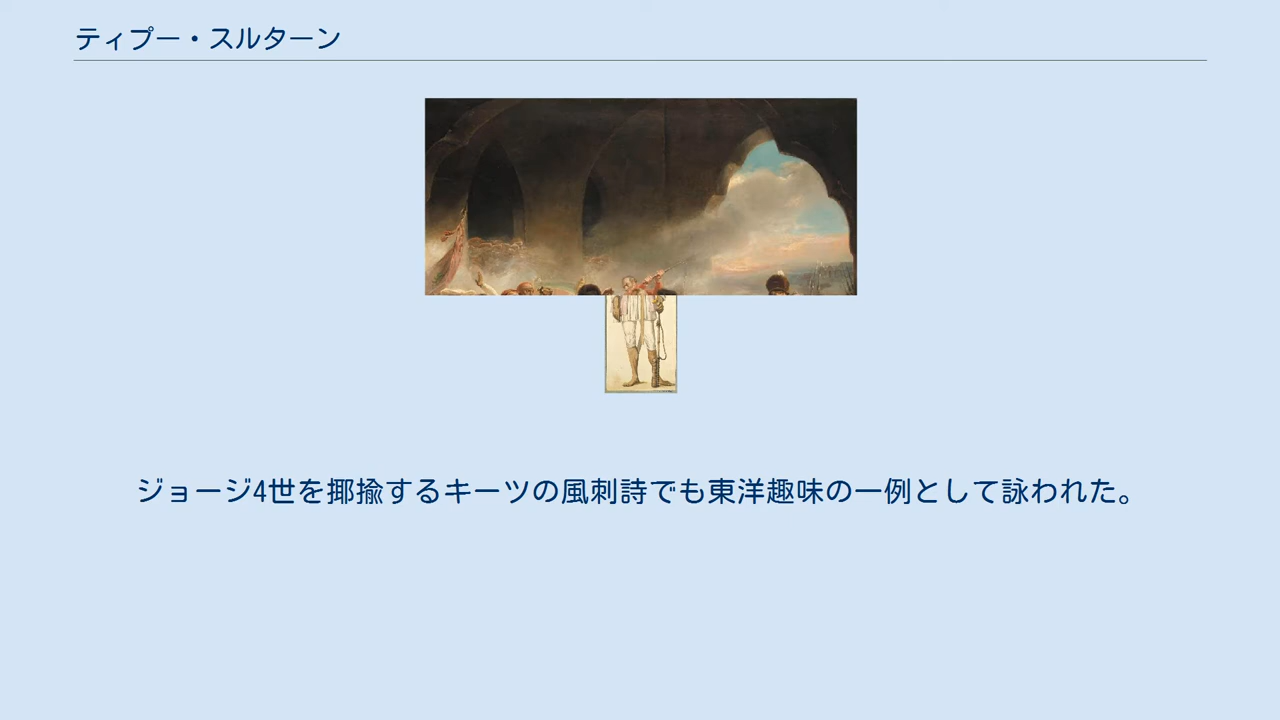 ティプー・スルターン
ジョージ4世を揶揄するキーツの風刺詩でも東洋趣味の一例として詠われた。